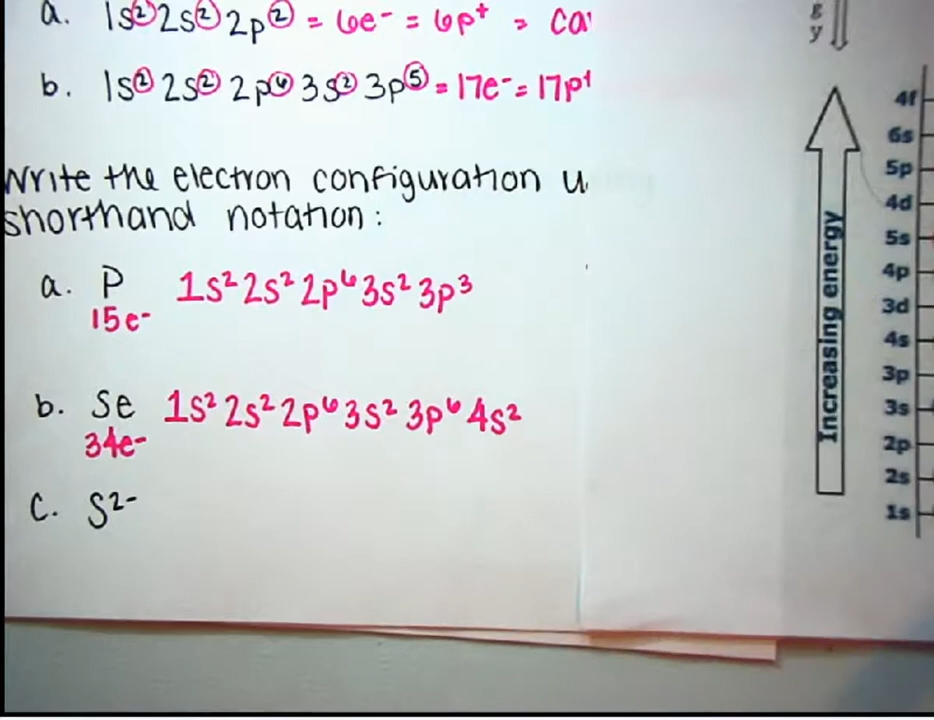 a. 1s² 2s² 2p² = 6e⁻ = 6p⁺ = Ca
b. 1s² 2s² 2p⁶ 3s² 3p⁵ = 17e⁻ = 17p⁺
Write the electron configuration u
shorthand notation:
a. P 1s² 2s² 2p⁶ 3s² 3p³
15e⁻
b. Se 1s² 2s² 2p⁶ 3s² 3p⁶ 4s²
34e⁻
c. S²⁻
g
y
Increasing energy
4f
6s
5p
4d
5s
4p
3d
4s
3p
3s
2p
2s
1s